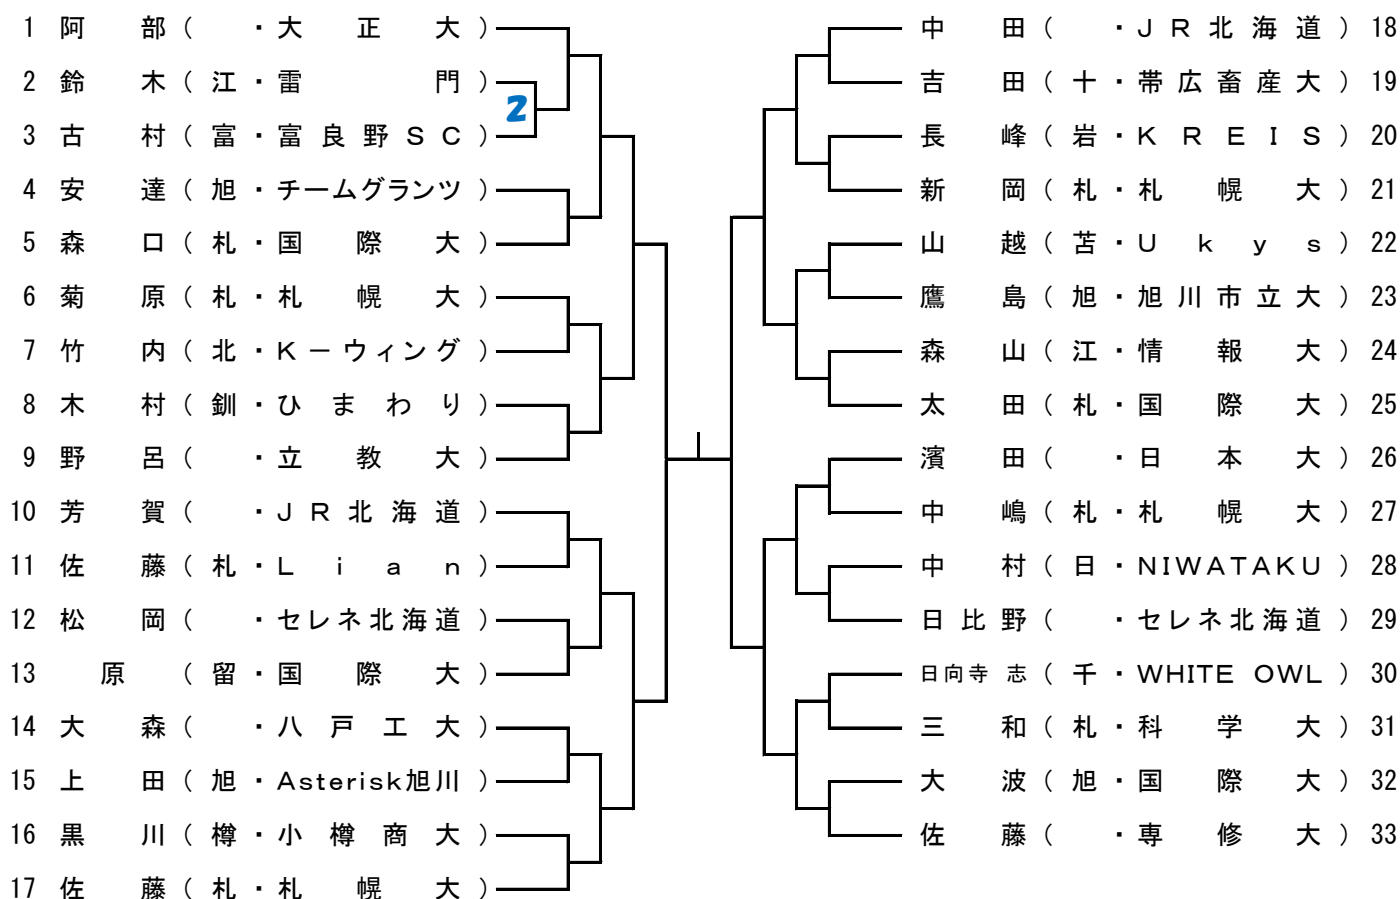 1 阿部 ( ・大正大 )
2 鈴木 ( 江・雷門 )
2
3 古村 ( 富・富良野ＳＣ )
4 安達 ( 旭・チームグランツ )
5 森口 ( 札・国際大 )
6 菊原 ( 札・札幌大 )
7 竹内 ( 北・Ｋ－ウィング )
8 木村 ( 釧・ひまわり )
9 野呂 ( ・立教大 )
10 芳賀 ( ・ＪＲ北海道 )
11 佐藤 ( 札・Ｌｉａｎ )
12 松岡 ( ・セレネ北海道 )
13 原 ( 留・国際大 )
14 大森 ( ・八戸工大 )
15 上田 ( 旭・Asterisk旭川 )
16 黒川 ( 樽・小樽商大 )
17 佐藤 ( 札・札幌大 )
中田 ( ・ＪＲ北海道 ) 18
吉田 ( 十・帯広畜産大 ) 19
長峰 ( 岩・ＫＲＥＩＳ ) 20
新岡 ( 札・札幌大 ) 21
山越 ( 苫・Ｕｋｙｓ ) 22
鷹島 ( 旭・旭川市立大 ) 23
森山 ( 江・情報大 ) 24
太田 ( 札・国際大 ) 25
濱田 ( ・日本大 ) 26
中嶋 ( 札・札幌大 ) 27
中村 ( 日・NIWATAKU ) 28
日比野 ( ・セレネ北海道 ) 29
日向寺 志 ( 千・WHITE OWL ) 30
三和 ( 札・科学大 ) 31
大波 ( 旭・国際大 ) 32
佐藤 ( ・専修大 ) 33